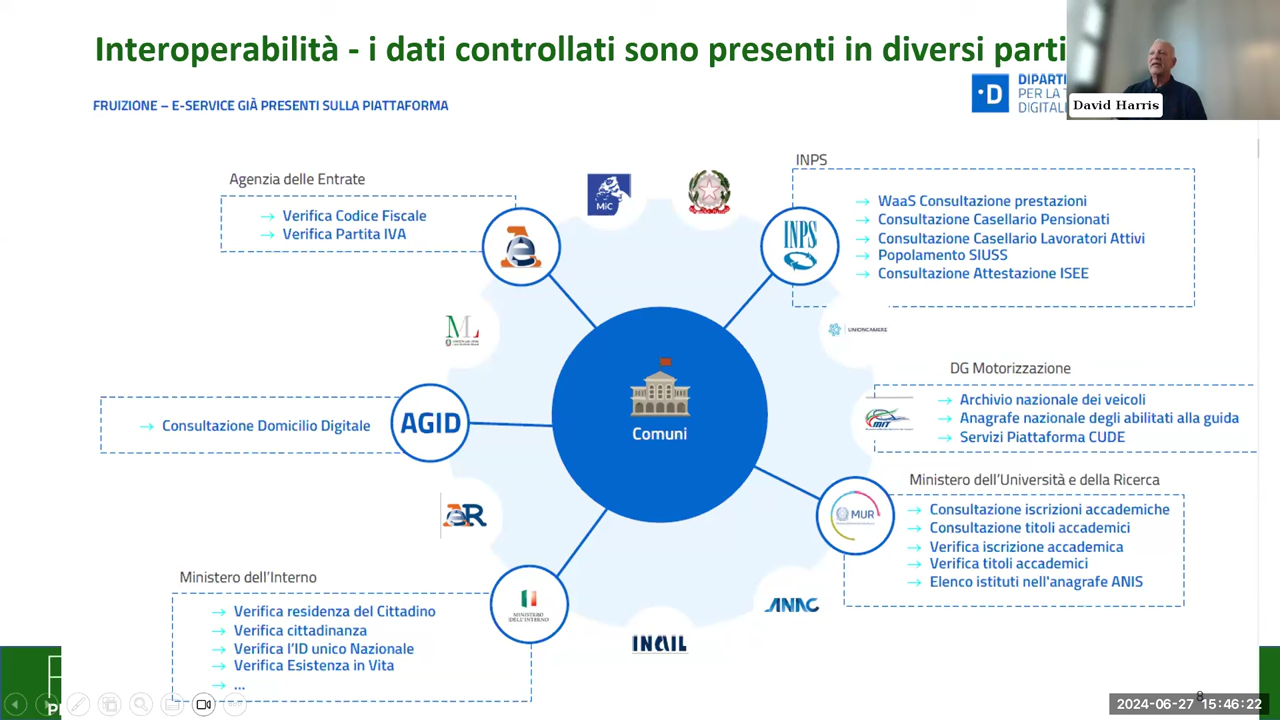 Interoperabilità - i dati controllati sono presenti in diversi parti
FRUIZIONE – E-SERVICE GIÀ PRESENTI SULLA PIATTAFORMA
·D
DIPARTI
PER LA T
DIGITAL
David Harris
Agenzia delle Entrate
→ Verifica Codice Fiscale
→ Verifica Partita IVA
MiC
INPS
INPS
→ WaaS Consultazione prestazioni
→ Consultazione Casellario Pensionati
→ Consultazione Casellario Lavoratori Attivi
→ Popolamento SIUSS
→ Consultazione Attestazione ISEE
ML
UNIONCAMERE
DG Motorizzazione
→ Archivio nazionale dei veicoli
→ Anagrafe nazionale degli abilitati alla guida
→ Servizi Piattaforma CUDE
MIT
→ Consultazione Domicilio Digitale
AGID
Comuni
Ministero dell'Università e della Ricerca
MUR
→ Consultazione iscrizioni accademiche
→ Consultazione titoli accademici
→ Verifica iscrizione accademica
→ Verifica titoli accademici
→ Elenco istituti nell'anagrafe ANIS
AeR
Ministero dell'Interno
→ Verifica residenza del Cittadino
→ Verifica cittadinanza
→ Verifica l'ID unico Nazionale
→ Verifica Esistenza in Vita
→ ...
MINISTERO
DELL'INTERNO
INAIL
ANAC
8
2024-06-27 15:46:22